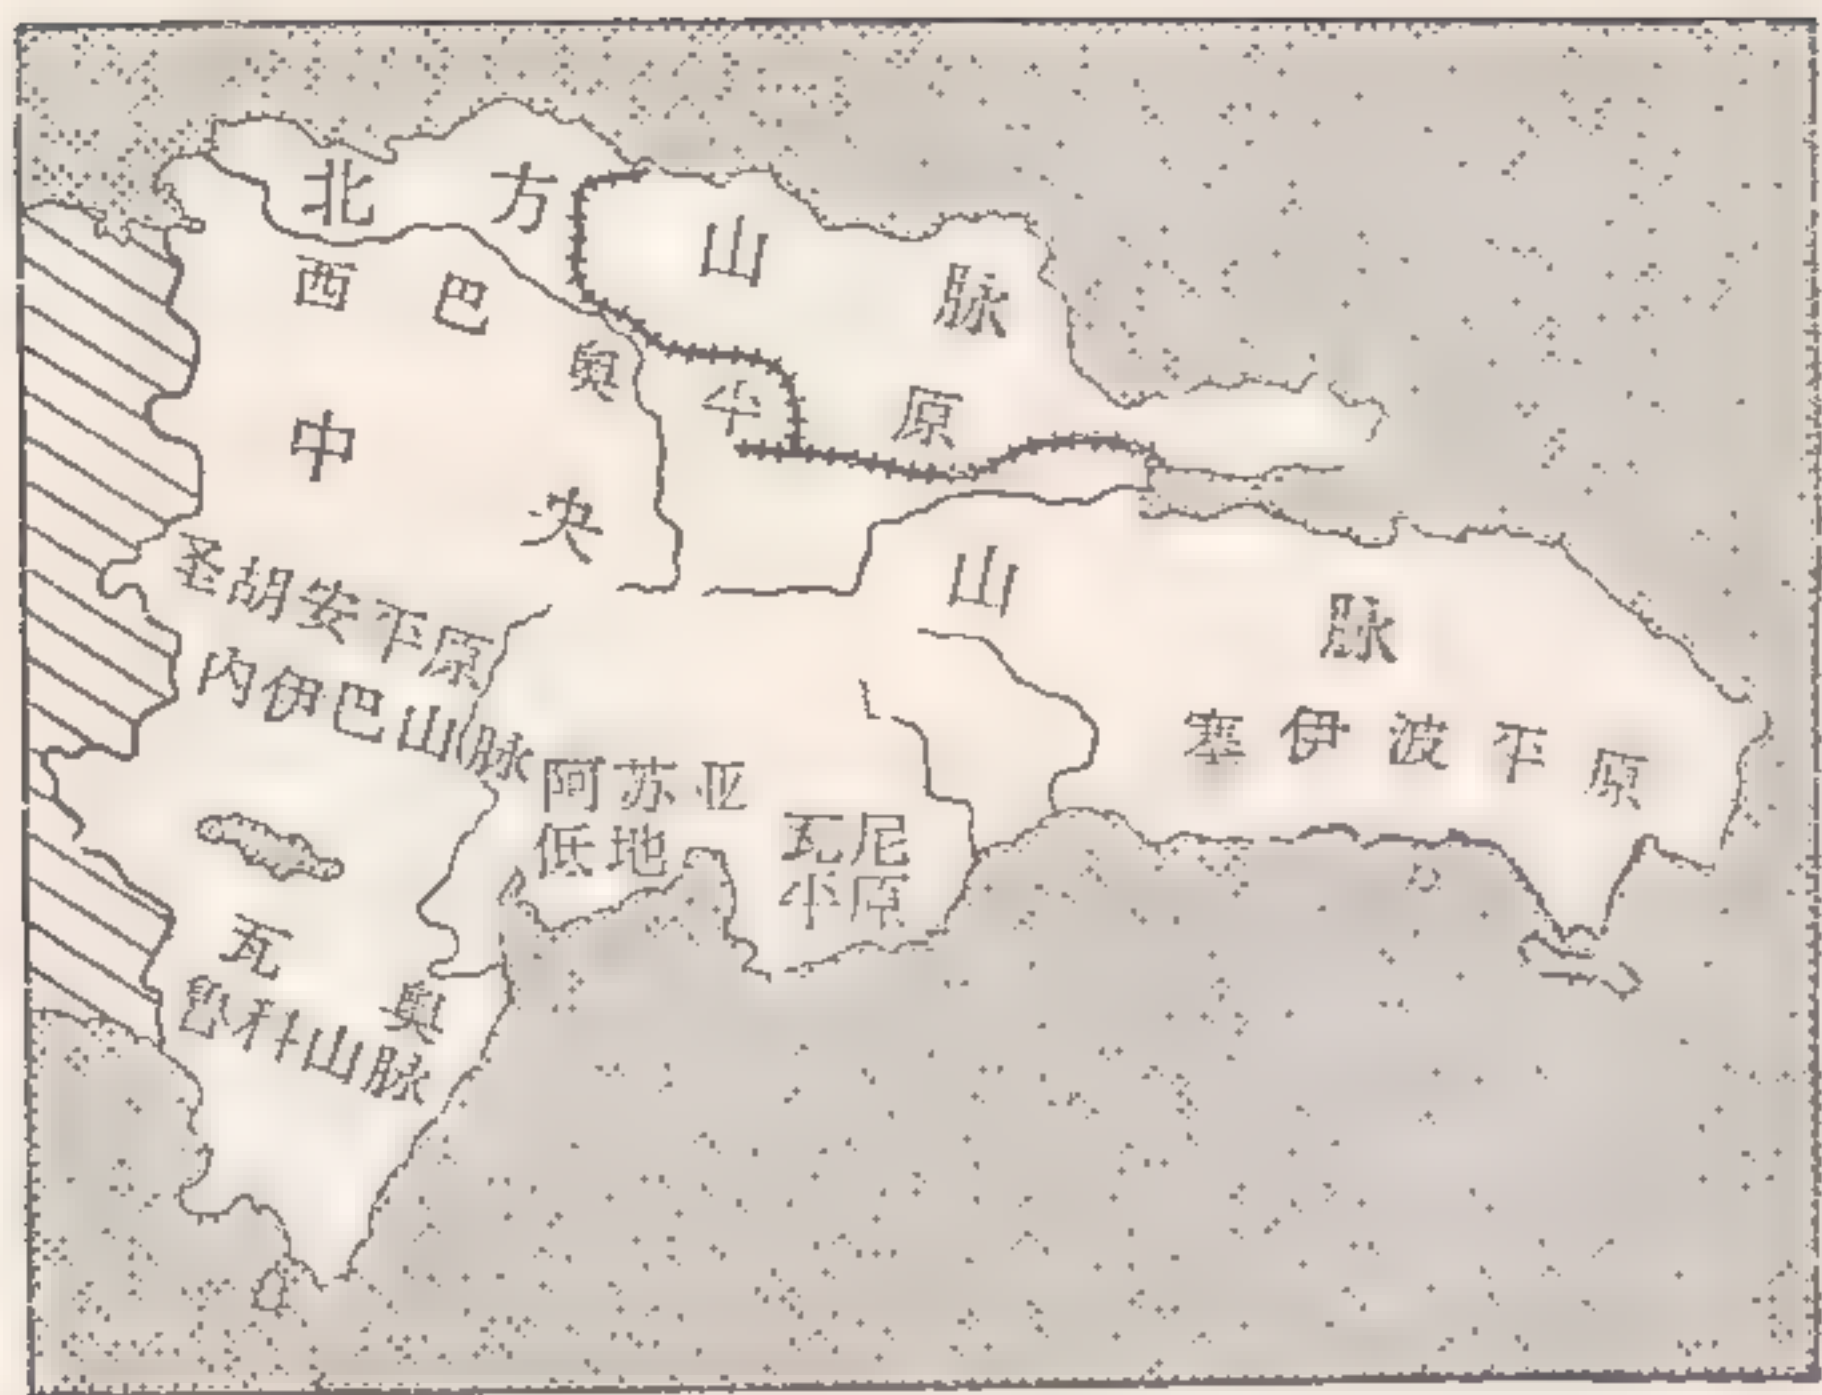 北方山脉
西巴奥平原
中央山脉
圣胡安平原
内伊巴山脉
阿苏亚
低地
瓦尼
平原
塞伊波平原
瓦奥
鲁科山脉